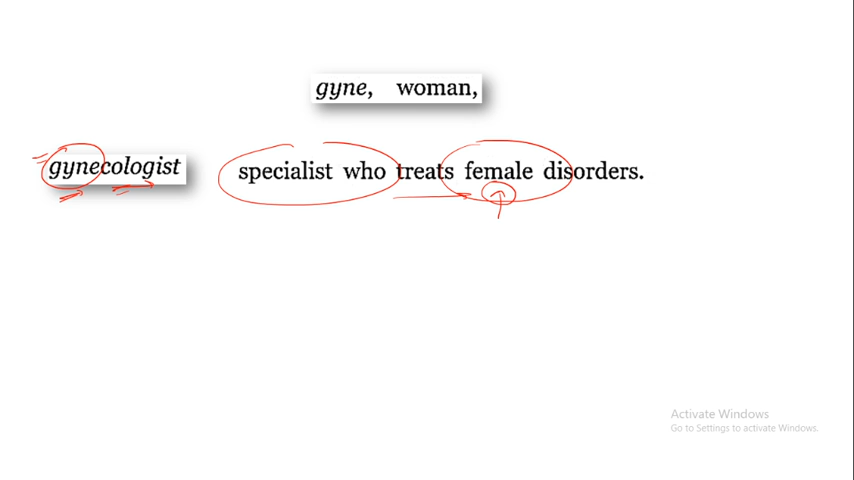 gyne, woman,
gynecologist specialist who treats female disorders.
Activate Windows
Go to Settings to activate Windows.